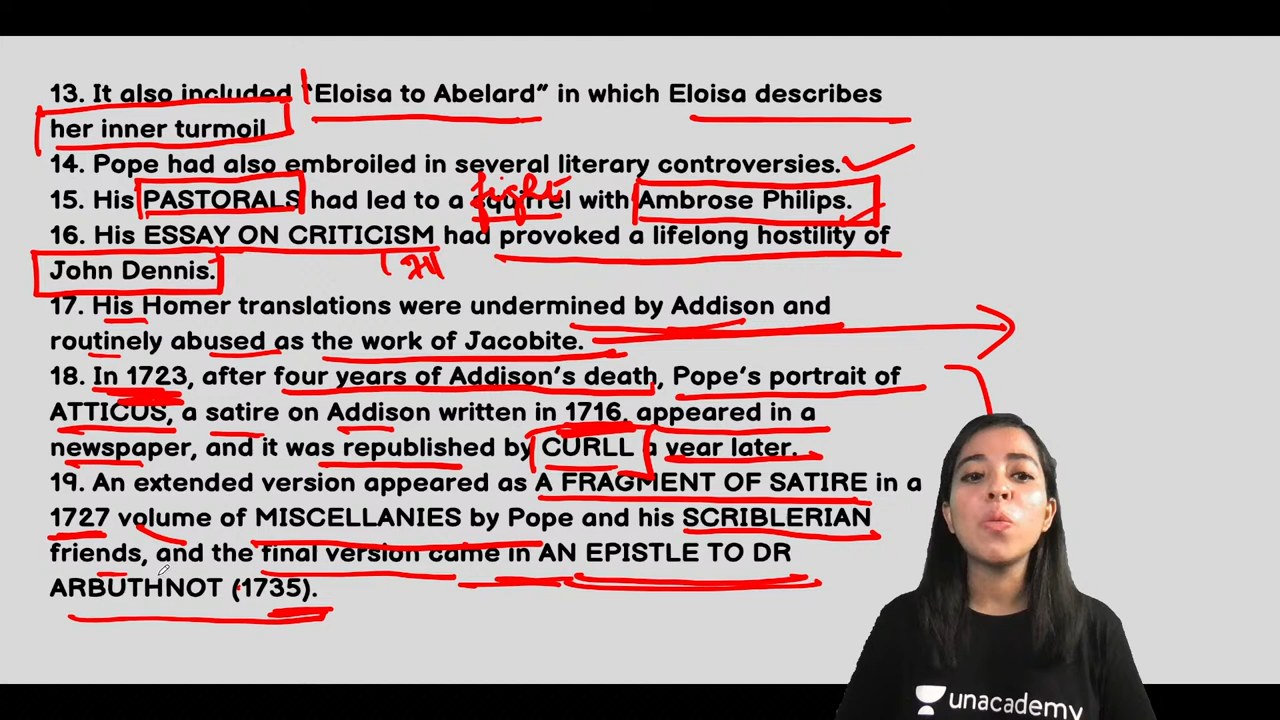 13. It also included “Eloisa to Abelard” in which Eloisa describes
her inner turmoil
14. Pope had also embroiled in several literary controversies.
15. His PASTORALS had led to a squirrel with Ambrose Philips.
fight
16. His ESSAY ON CRITICISM had provoked a lifelong hostility of
John Dennis.
17. His Homer translations were undermined by Addison and
routinely abused as the work of Jacobite.
18. In 1723, after four years of Addison’s death, Pope’s portrait of
ATTICUS, a satire on Addison written in 1716, appeared in a
newspaper, and it was republished by CURLL a year later.
19. An extended version appeared as A FRAGMENT OF SATIRE in a
1727 volume of MISCELLANIES by Pope and his SCRIBLERIAN
friends, and the final version came in AN EPISTLE TO DR
ARBUTHNOT (1735).
unacademy